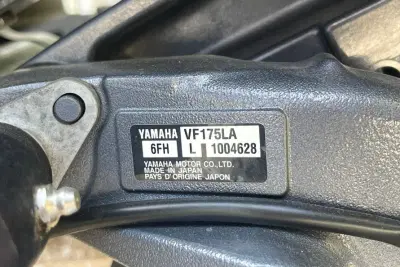 YAMAHA VF175LA
6FH L 1004628
YAMAHA MOTOR CO., LTD.
MADE IN JAPAN
PAYS D'ORIGINE JAPON